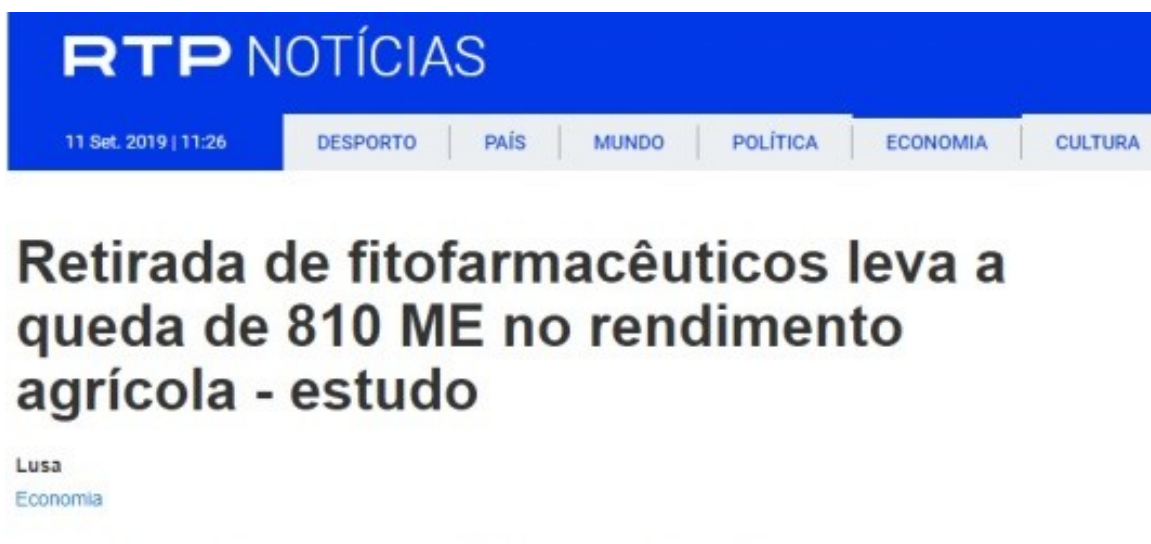 RTP NOTÍCIAS
11 Set. 2019 | 11:26 DESPORTO PAÍS MUNDO POLÍTICA ECONOMIA CULTURA
Retirada de fitofarmacêuticos leva a
queda de 810 ME no rendimento
agrícola - estudo
Lusa
Economia